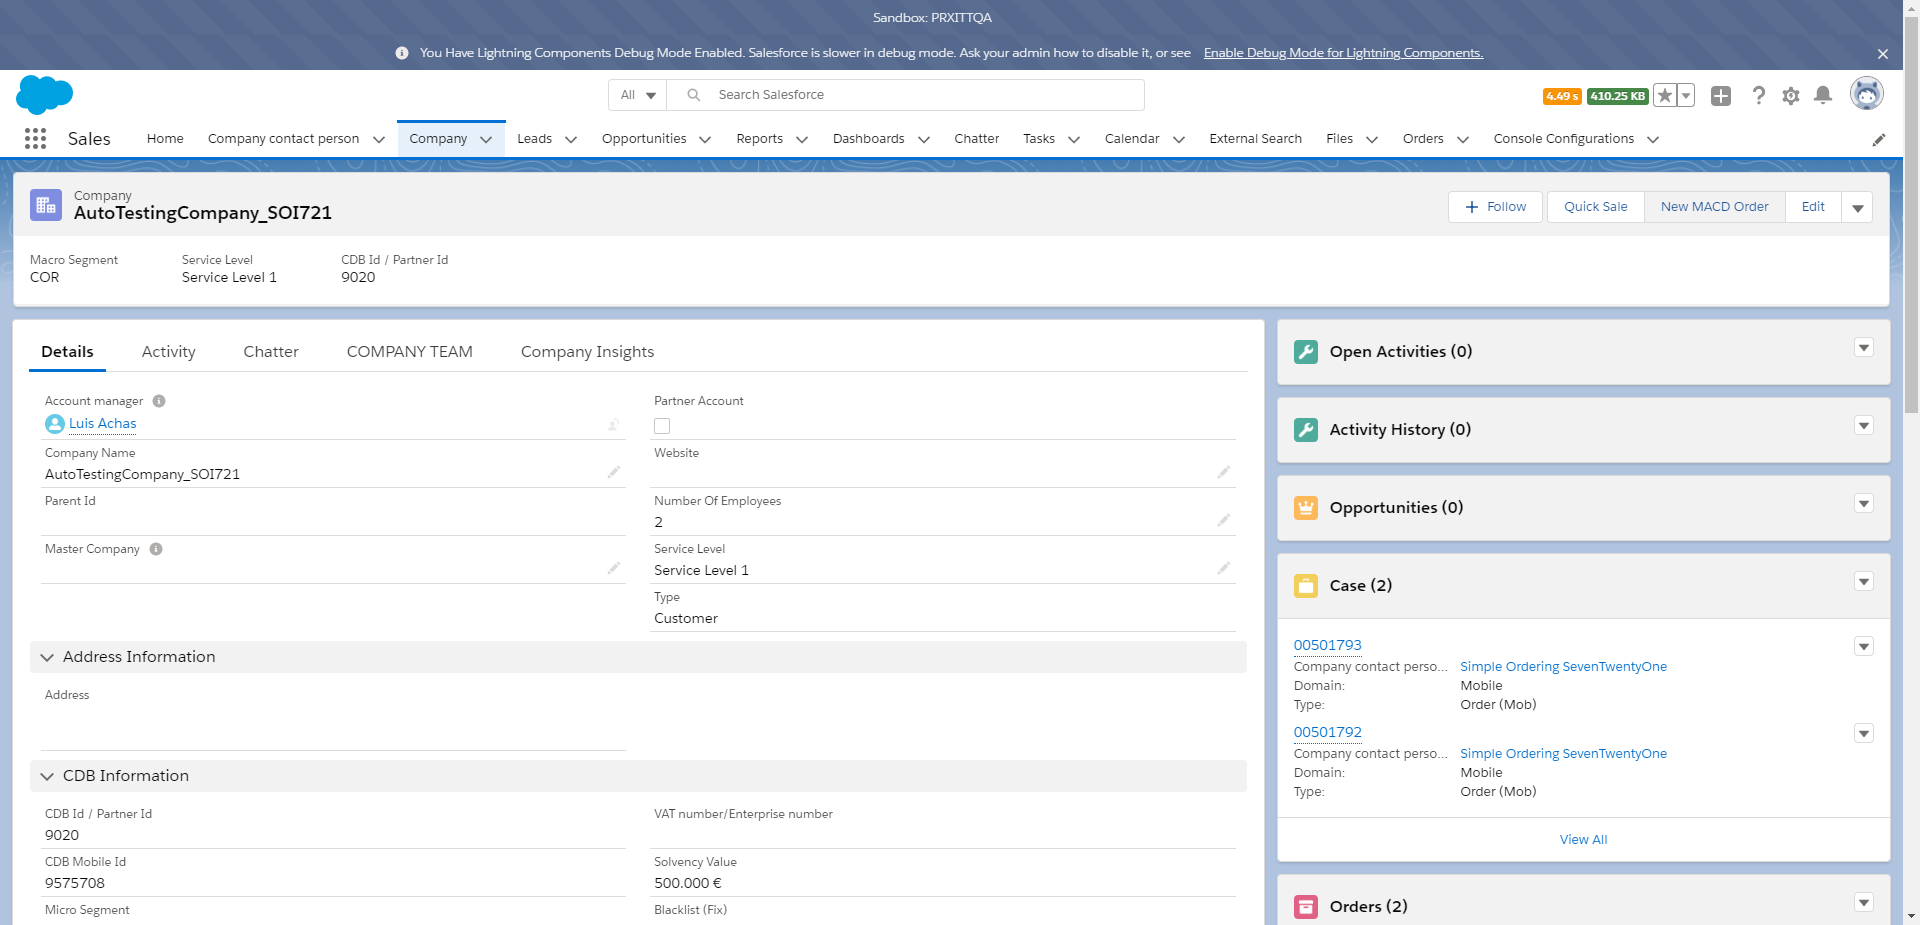 Sandbox: PRXITTQA
You Have Lightning Components Debug Mode Enabled. Salesforce is slower in debug mode. Ask your admin how to disable it, or see Enable Debug Mode for Lightning Components.
All Search Salesforce 4.49 s 410.25 KB
Sales Home Company contact person Company Leads Opportunities Reports Dashboards Chatter Tasks Calendar External Search Files Orders Console Configurations
Company
AutoTestingCompany_SOI721
Follow Quick Sale New MACD Order Edit
Macro Segment Service Level CDB Id / Partner Id
COR Service Level 1 9020
Details Activity Chatter COMPANY TEAM Company Insights
Account manager Partner Account
Luis Achas
Company Name Website
AutoTestingCompany_SOI721
Parent Id Number Of Employees
2
Master Company Service Level
Service Level 1
Type
Customer
Address Information
Address
CDB Information
CDB Id / Partner Id VAT number/Enterprise number
9020
CDB Mobile Id Solvency Value
9575708 500.000 €
Micro Segment Blacklist (Fix)
Open Activities (0)
Activity History (0)
Opportunities (0)
Case (2)
00501793
Company contact perso... Simple Ordering SevenTwentyOne
Domain: Mobile
Type: Order (Mob)
00501792
Company contact perso... Simple Ordering SevenTwentyOne
Domain: Mobile
Type: Order (Mob)
View All
Orders (2)